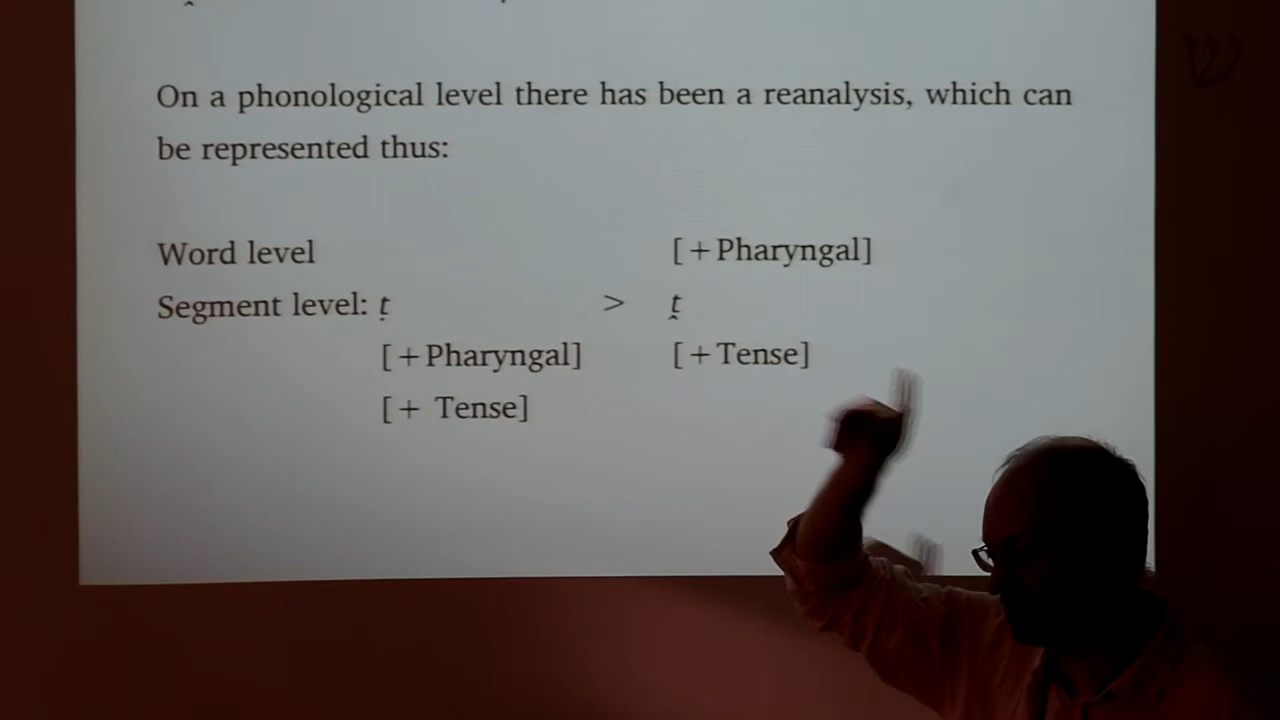 On a phonological level there has been a reanalysis, which can
be represented thus:
Word level [+Pharyngal]
Segment level: ṭ > ṱ
[+Pharyngal] [+Tense]
[+ Tense]
ש